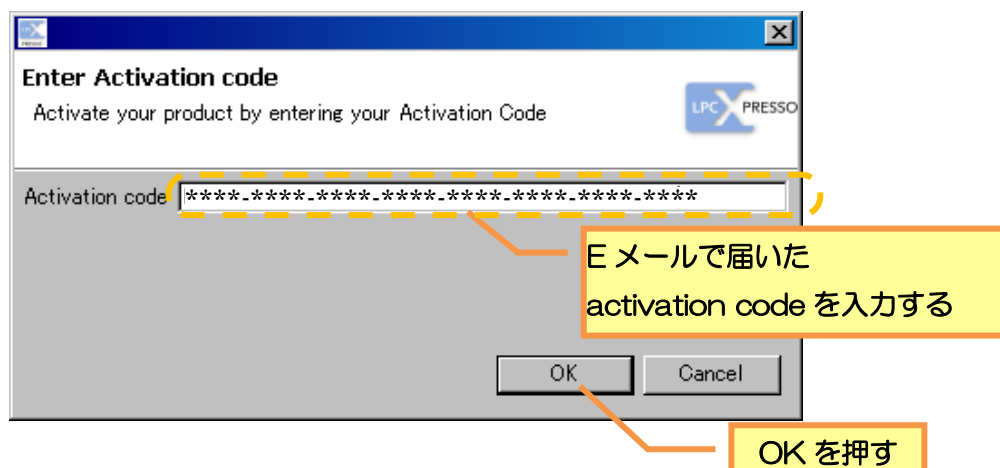 Enter Activation code
Activate your product by entering your Activation Code
LPC XPRESSO
Activation code ****-****-****-****-****-****-****-****
E メールで届いた
activation code を入力する
OK Cancel
OK を押す